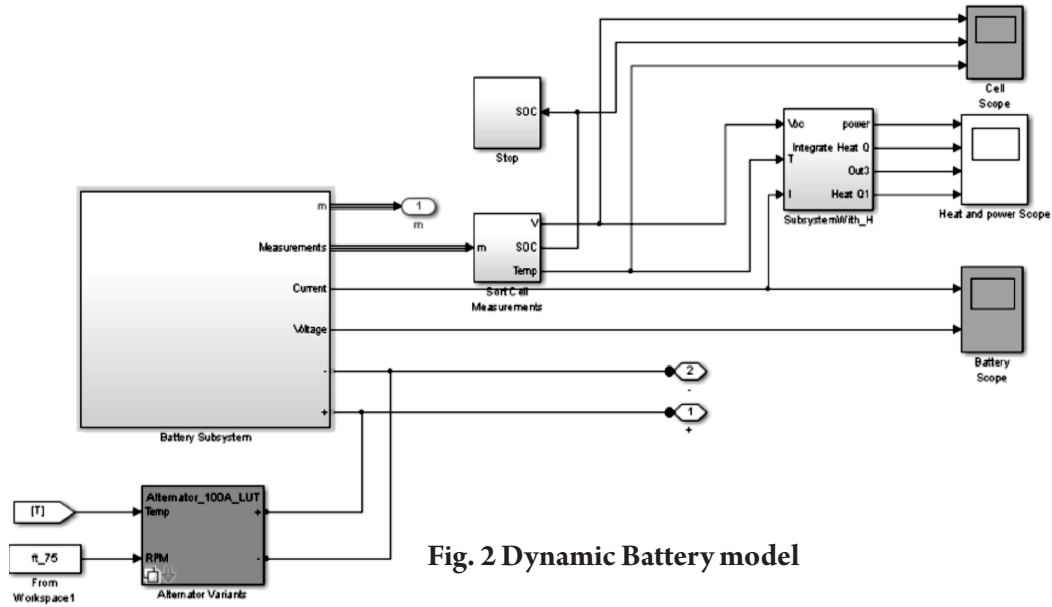 Cell
Scope
SOC
Stop
Voc
T
I
power
Integrate Heat Q
Out3
Heat Q1
SubsystemWith_H
Heat and power Scope
m
Measurements
Current
Voltage
-
+
Battery Subsystem
1
m
m
V
SOC
Temp
Sort Cell
Measurements
Battery
Scope
2
-
1
+
[T]
ft_75
From
Workspace1
Alternator_100A_LUT
Temp
+
RPM
-
Alternator Variants
Fig. 2 Dynamic Battery model